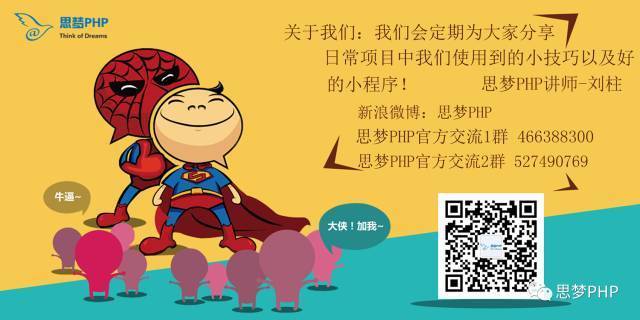 思梦PHP
Think of Dreams
关于我们：我们会定期为大家分享
日常项目中我们使用到的小技巧以及好
的小程序！ 思梦PHP讲师-刘柱
新浪微博：思梦PHP
思梦PHP官方交流1群 466388300
思梦PHP官方交流2群 527490769
牛逼~
大侠！加我~
思梦PHP
思梦PHP